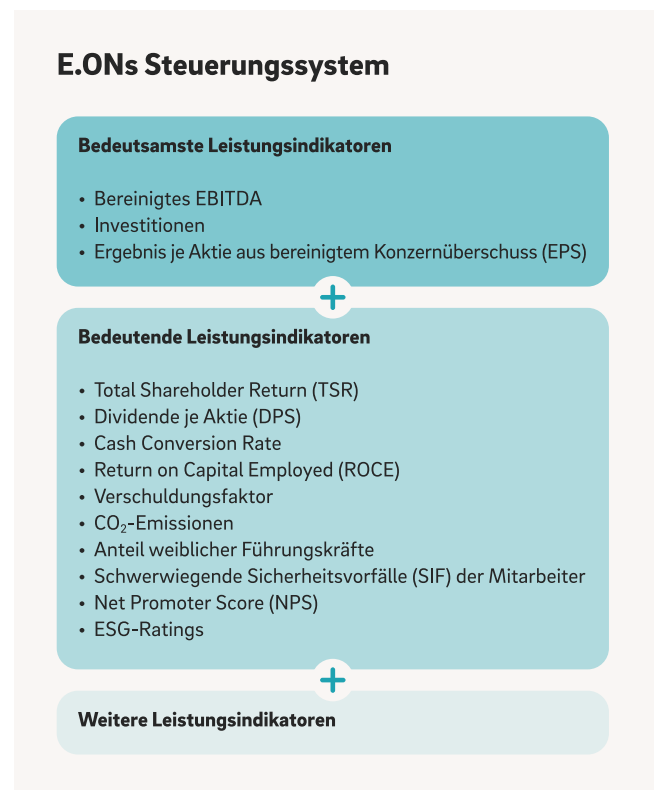 E.ONs Steuerungssystem
Bedeutsamste Leistungsindikatoren
• Bereinigtes EBITDA
• Investitionen
• Ergebnis je Aktie aus bereinigtem Konzernüberschuss (EPS)
+
Bedeutende Leistungsindikatoren
• Total Shareholder Return (TSR)
• Dividende je Aktie (DPS)
• Cash Conversion Rate
• Return on Capital Employed (ROCE)
• Verschuldungsfaktor
• CO₂-Emissionen
• Anteil weiblicher Führungskräfte
• Schwerwiegende Sicherheitsvorfälle (SIF) der Mitarbeiter
• Net Promoter Score (NPS)
• ESG-Ratings
+
Weitere Leistungsindikatoren